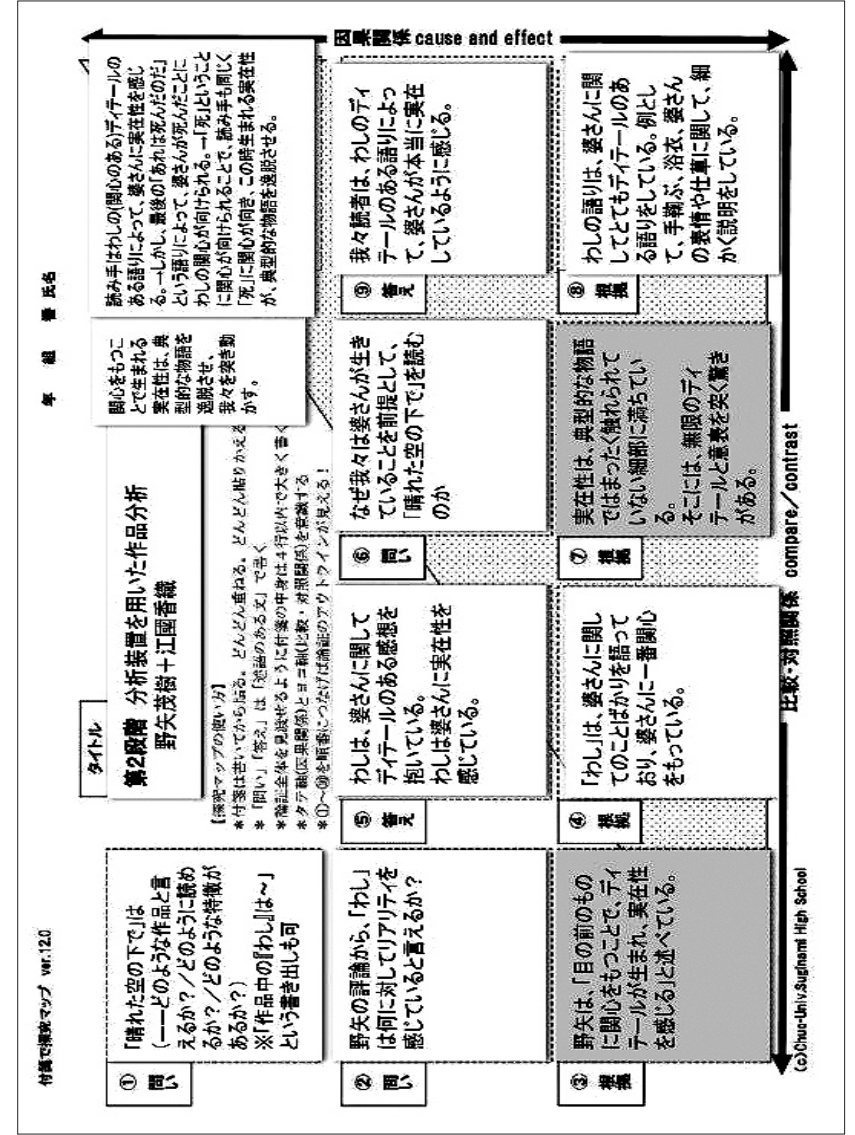 付箋で探究マップ ver.12.0
年 組 番 氏名
タイトル
第2段階 分析装置を用いた作品分析
野矢茂樹+江國香織
【探究マップの使い方】
*付箋は書いてから貼る。どんどん重ねる。どんどん貼りかえる
*「問い」「答え」は「述語のある文」で書く
*論証全体を見渡せるように付箋の中身は4行以内で大きく書く
*タテ軸(因果関係)とヨコ軸(比較・対照関係)を意識する
*①~⑩を順番につなげば論証のアウトラインが見える!
①
問い
「晴れた空の下で」は
(――どのような作品と言
えるか?/どのように読め
るか?/どのような特徴が
あるか?)
※「作品中の『わし』は~」
という書き出しも可
関心をもつこ
とで生まれる
実在性は、典
型的な物語を
逸脱させ、
我々を突き動
かす。
読み手はわしの(関心のある)ディテールの
ある語りによって、婆さんに実在性を感じ
る。→しかし、最後の「あれは死んだのだ」
という語りによって、婆さんが死んだことに
わしの関心が向けられる。→「死」ということ
に関心が向けられることで、読み手も同じく
「死」に関心が向き、この時生まれる実在性
が、典型的な物語を逸脱させる。
②
問い
野矢の評論から、「わし」
は何に対してリアリティを
感じていると言えるか?
⑤
答え
わしは、婆さんに関して
ディテールのある感想を
抱いている。
わしは婆さんに実在性を
感じている。
⑥
問い
なぜ我々は婆さんが生き
ていることを前提として、
「晴れた空の下で」を読む
のか
⑨
答え
我々読者は、わしのディ
テールのある語りによっ
て、婆さんが本当に実在
しているように感じる。
③
根拠
野矢は、「目の前のもの
に関心をもつことで、ディ
テールが生まれ、実在性
を感じる」と述べている。
④
根拠
「わし」は、婆さんに関し
てのことばかりを語って
おり、婆さんに一番関心
をもっている。
⑦
根拠
実在性は、典型的な物語
ではまったく触れられて
いない細部に満ちてい
る。
そこには、無限のディ
テールと意表を突く驚き
がある。
⑧
根拠
わしの語りは、婆さんに関
してとてもディテールのあ
る語りをしている。例とし
て、手鞠ぶ、浴衣、婆さん
の表情や仕事に関して、細
かく説明をしている。
因果関係 cause and effect
比較・対照関係 compare/contrast
(c)Chuo-Univ.Suginami High School